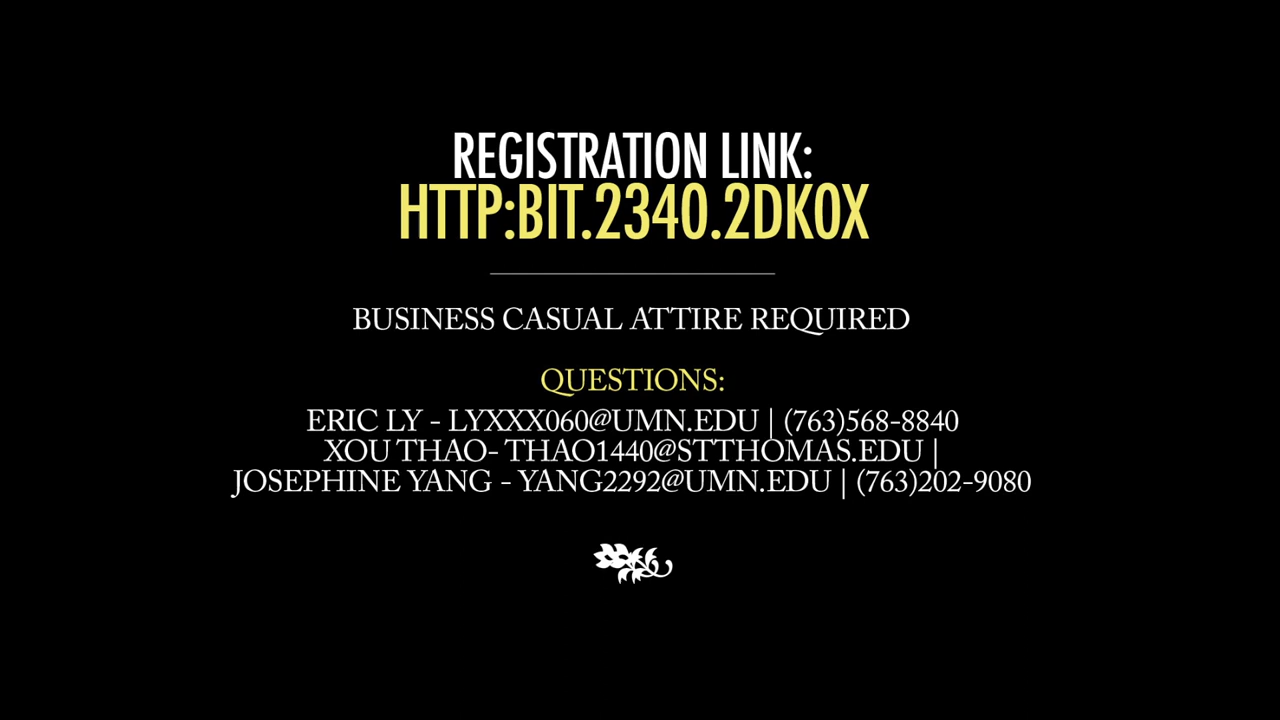 REGISTRATION LINK:
HTTP:BIT.2340.2DK0X
BUSINESS CASUAL ATTIRE REQUIRED
QUESTIONS:
ERIC LY - LYXXX060@UMN.EDU | (763)568-8840
XOU THAO- THAO1440@STTHOMAS.EDU |
JOSEPHINE YANG - YANG2292@UMN.EDU | (763)202-9080